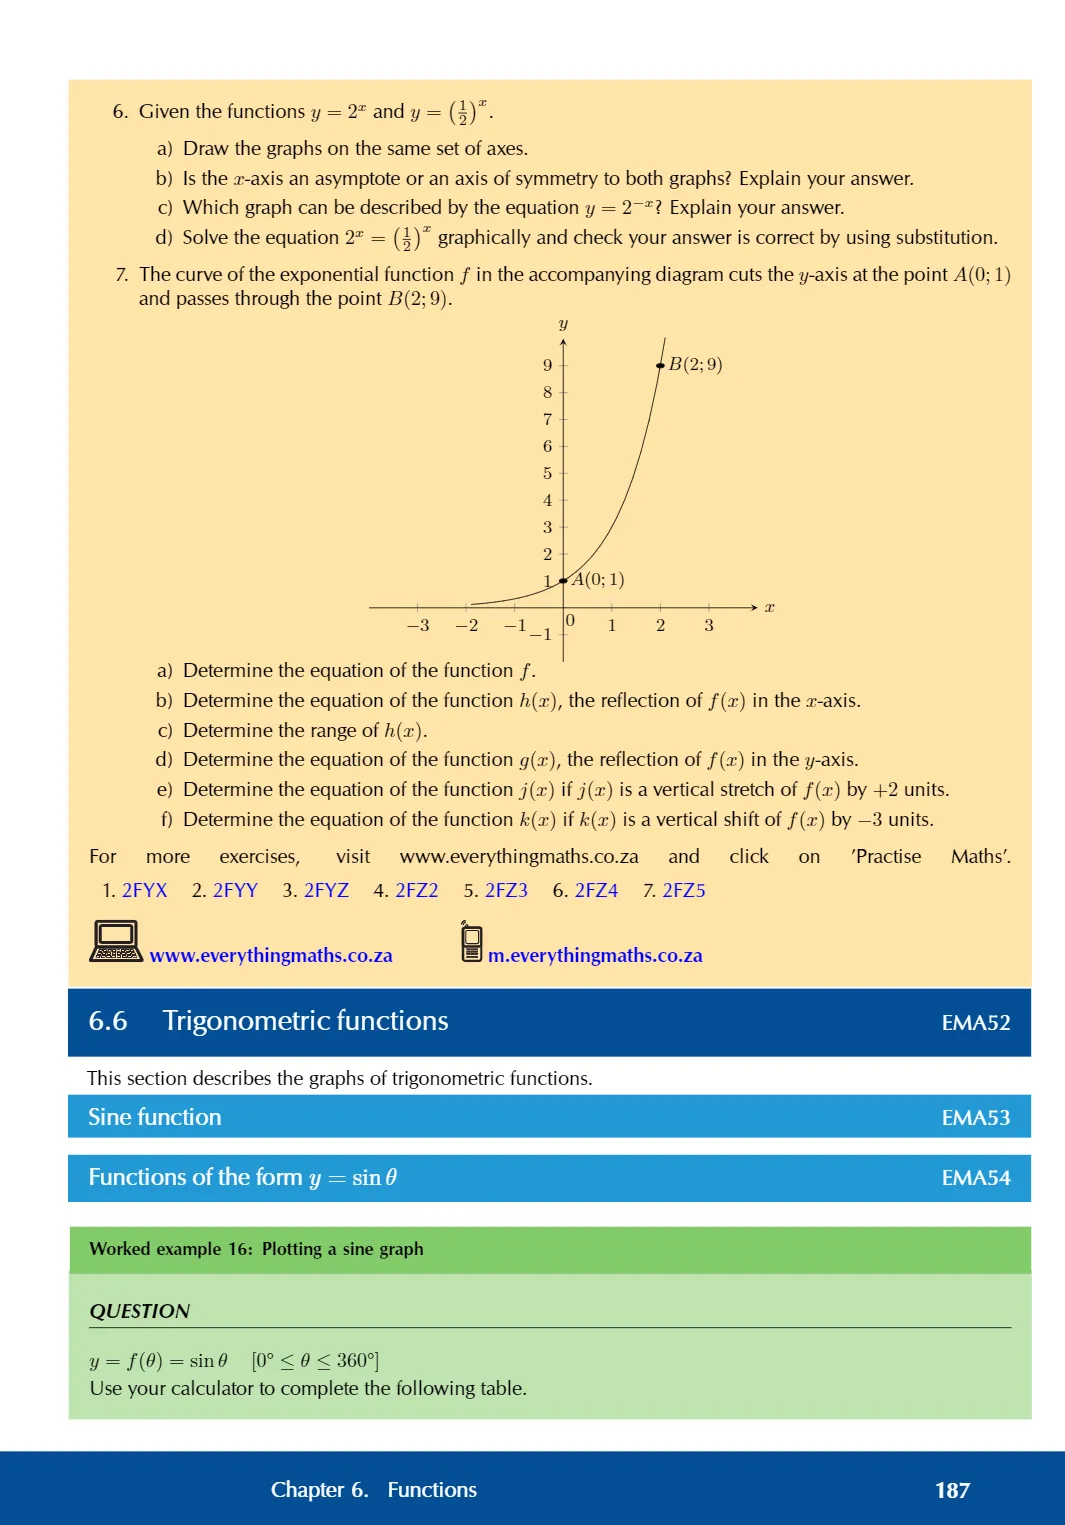 6. Given the functions y = 2^x and y = (1/2)^x.
a) Draw the graphs on the same set of axes.
b) Is the x-axis an asymptote or an axis of symmetry to both graphs? Explain your answer.
c) Which graph can be described by the equation y = 2^−x? Explain your answer.
d) Solve the equation 2^x = (1/2)^x graphically and check your answer is correct by using substitution.
7. The curve of the exponential function f in the accompanying diagram cuts the y-axis at the point A(0; 1)
and passes through the point B(2; 9).
y
9
B(2; 9)
8
7
6
5
4
3
2
1
A(0; 1)
x
−3 −2 −1 0 1 2 3
−1
a) Determine the equation of the function f.
b) Determine the equation of the function h(x), the reflection of f(x) in the x-axis.
c) Determine the range of h(x).
d) Determine the equation of the function g(x), the reflection of f(x) in the y-axis.
e) Determine the equation of the function j(x) if j(x) is a vertical stretch of f(x) by +2 units.
f) Determine the equation of the function k(x) if k(x) is a vertical shift of f(x) by −3 units.
For more exercises, visit www.everythingmaths.co.za and click on ’Practise Maths’.
1. 2FYX 2. 2FYY 3. 2FYZ 4. 2FZ2 5. 2FZ3 6. 2FZ4 7. 2FZ5
www.everythingmaths.co.za m.everythingmaths.co.za
6.6 Trigonometric functions EMA52
This section describes the graphs of trigonometric functions.
Sine function EMA53
Functions of the form y = sin θ EMA54
Worked example 16: Plotting a sine graph
QUESTION
y = f(θ) = sin θ [0° ≤ θ ≤ 360°]
Use your calculator to complete the following table.
Chapter 6. Functions 187